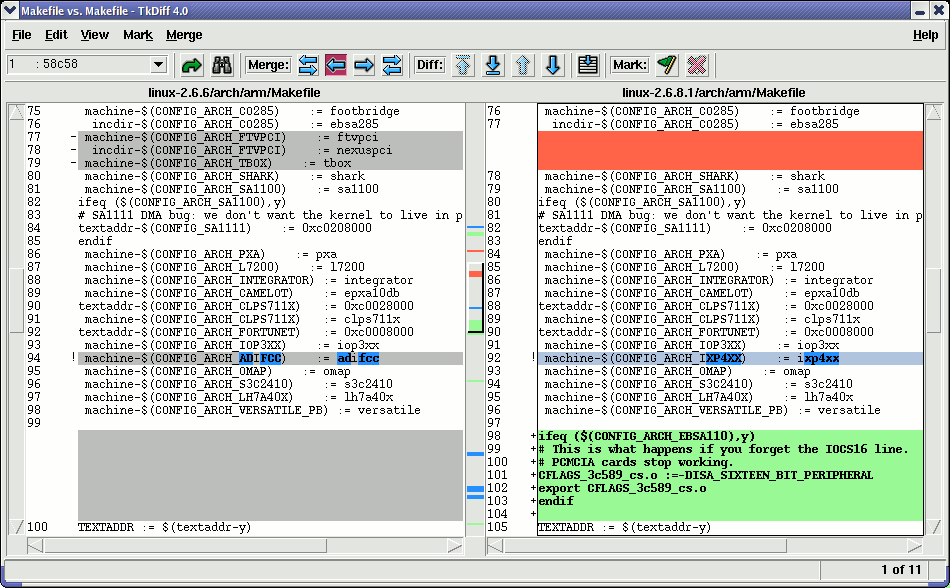 Makefile vs. Makefile - TkDiff 4.0
File Edit View Mark Merge Help
1 : 58c58 Merge: Diff: Mark:
linux-2.6.6/arch/arm/Makefile
75 machine-$(CONFIG_ARCH_CO285) := footbridge
76 incdir-$(CONFIG_ARCH_CO285) := ebsa285
77 - machine-$(CONFIG_ARCH_FTVPCI) := ftvpci
78 - incdir-$(CONFIG_ARCH_FTVPCI) := nexuspci
79 - machine-$(CONFIG_ARCH_TBOX) := tbox
80 machine-$(CONFIG_ARCH_SHARK) := shark
81 machine-$(CONFIG_ARCH_SA1100) := sa1100
82 ifeq ($(CONFIG_ARCH_SA1100),y)
83 # SA1111 DMA bug: we don't want the kernel to live in p
84 textaddr-$(CONFIG_SA1111) := 0xc0208000
85 endif
86 machine-$(CONFIG_ARCH_PXA) := pxa
87 machine-$(CONFIG_ARCH_L7200) := l7200
88 machine-$(CONFIG_ARCH_INTEGRATOR) := integrator
89 machine-$(CONFIG_ARCH_CAMELOT) := epxa10db
90 textaddr-$(CONFIG_ARCH_CLPS711X) := 0xc0028000
91 machine-$(CONFIG_ARCH_CLPS711X) := clps711x
92 textaddr-$(CONFIG_ARCH_FORTUNET) := 0xc0008000
93 machine-$(CONFIG_ARCH_IOP3XX) := iop3xx
94 ! machine-$(CONFIG_ARCH_ADIFCC) := adifcc
95 machine-$(CONFIG_ARCH_OMAP) := omap
96 machine-$(CONFIG_ARCH_S3C2410) := s3c2410
97 machine-$(CONFIG_ARCH_LH7A40X) := lh7a40x
98 machine-$(CONFIG_ARCH_VERSATILE_PB) := versatile
99
100 TEXTADDR := $(textaddr-y)
linux-2.6.8.1/arch/arm/Makefile
76 machine-$(CONFIG_ARCH_CO285) := footbridge
77 incdir-$(CONFIG_ARCH_CO285) := ebsa285
78 machine-$(CONFIG_ARCH_SHARK) := shark
79 machine-$(CONFIG_ARCH_SA1100) := sa1100
80 ifeq ($(CONFIG_ARCH_SA1100),y)
81 # SA1111 DMA bug: we don't want the kernel to live in p
82 textaddr-$(CONFIG_SA1111) := 0xc0208000
83 endif
84 machine-$(CONFIG_ARCH_PXA) := pxa
85 machine-$(CONFIG_ARCH_L7200) := l7200
86 machine-$(CONFIG_ARCH_INTEGRATOR) := integrator
87 machine-$(CONFIG_ARCH_CAMELOT) := epxa10db
88 textaddr-$(CONFIG_ARCH_CLPS711X) := 0xc0028000
89 machine-$(CONFIG_ARCH_CLPS711X) := clps711x
90 textaddr-$(CONFIG_ARCH_FORTUNET) := 0xc0008000
91 machine-$(CONFIG_ARCH_IOP3XX) := iop3xx
92 ! machine-$(CONFIG_ARCH_IXP4XX) := ixp4xx
93 machine-$(CONFIG_ARCH_OMAP) := omap
94 machine-$(CONFIG_ARCH_S3C2410) := s3c2410
95 machine-$(CONFIG_ARCH_LH7A40X) := lh7a40x
96 machine-$(CONFIG_ARCH_VERSATILE_PB) := versatile
97
98 +ifeq ($(CONFIG_ARCH_EBSA110),y)
99 +# This is what happens if you forget the IOCS16 line.
100 +# PCMCIA cards stop working.
101 +CFLAGS_3c589_cs.o :=-DISA_SIXTEEN_BIT_PERIPHERAL
102 +export CFLAGS_3c589_cs.o
103 +endif
104 +
105 TEXTADDR := $(textaddr-y)
1 of 11